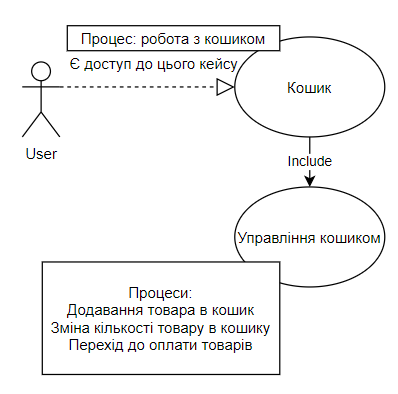 Процес: робота з кошиком
Є доступ до цього кейсу
Кошик
User
Include
Управління кошиком
Процеси:
Додавання товара в кошик
Зміна кількості товару в кошику
Перехід до оплати товарів